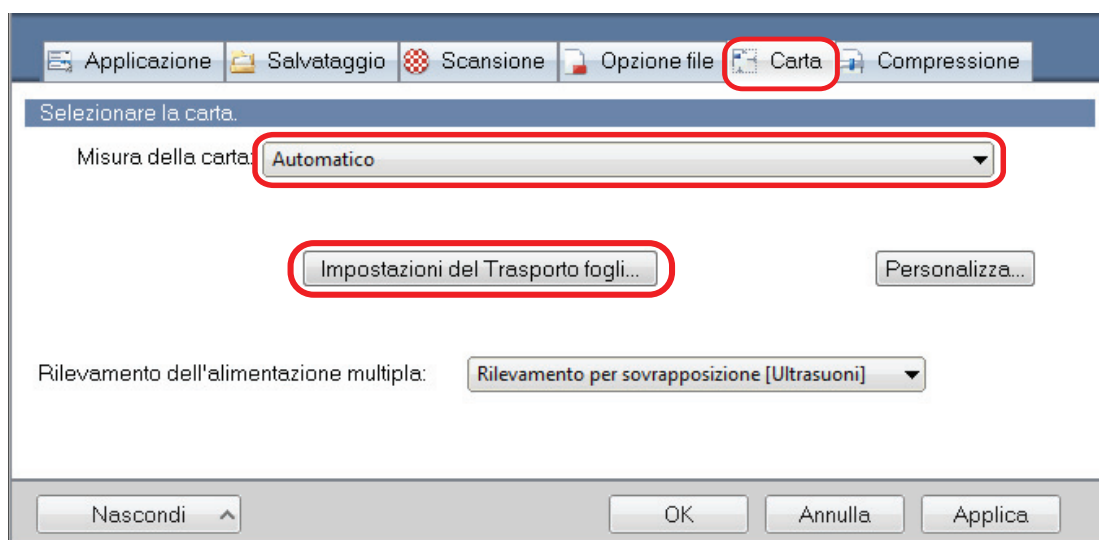 Applicazione Salvataggio Scansione Opzione file Carta Compressione
Selezionare la carta.
Misura della carta: Automatico
Impostazioni del Trasporto fogli... Personalizza...
Rilevamento dell'alimentazione multipla: Rilevamento per sovrapposizione [Ultrasuoni]
Nascondi OK Annulla Applica